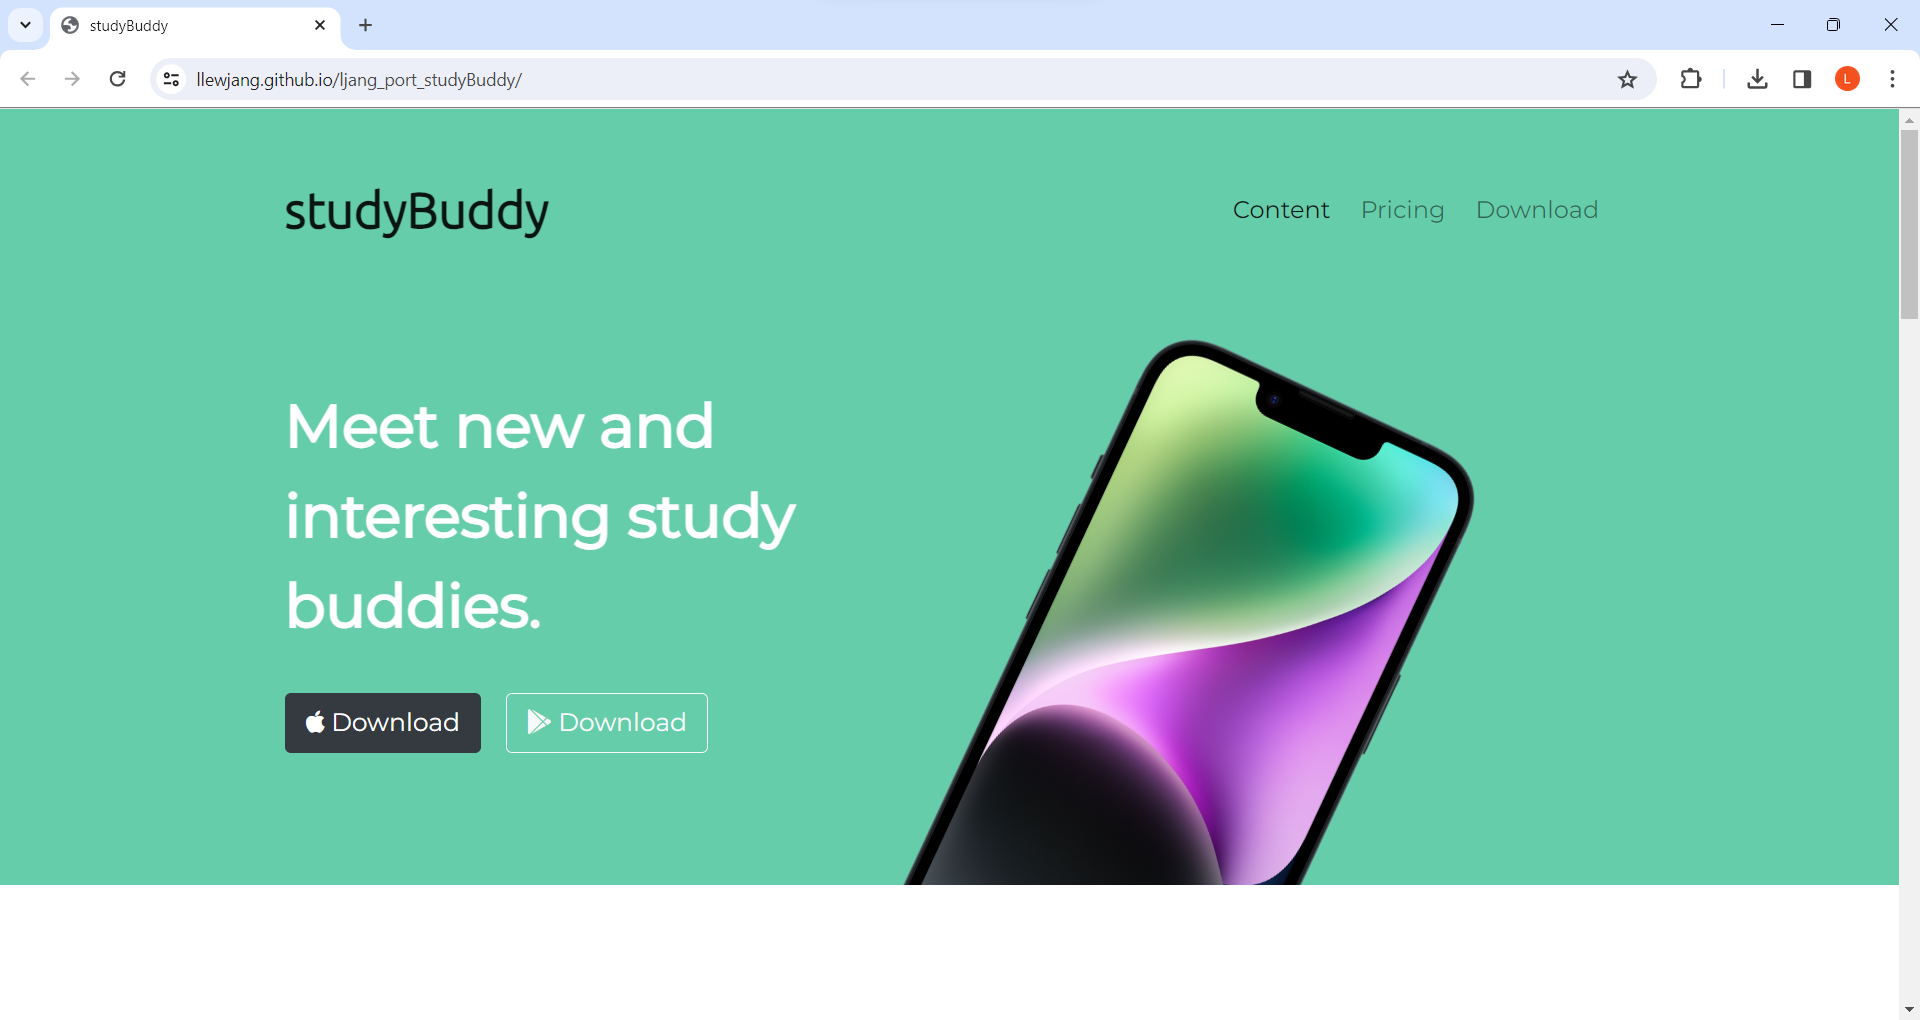 studyBuddy
llewjang.github.io/ljang_port_studyBuddy/
L
studyBuddy
Content Pricing Download
Meet new and
interesting study
buddies.
Download Download